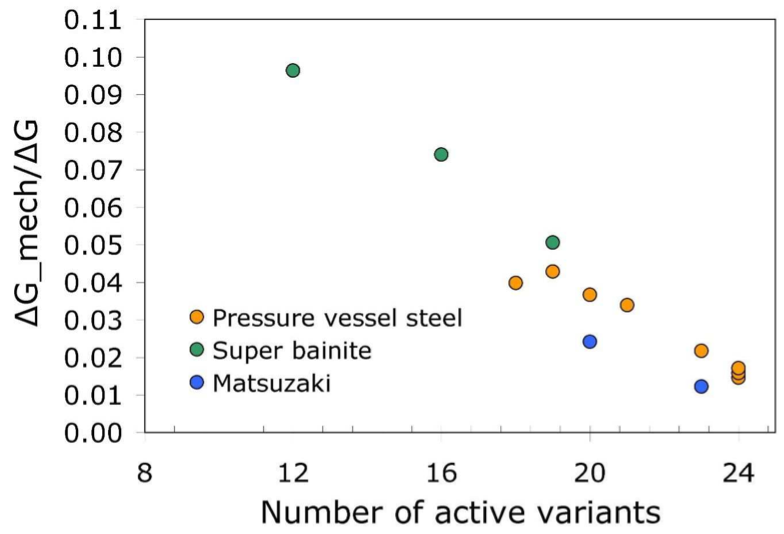 0.11
0.10
0.09
0.08
0.07
0.06
0.05
0.04
0.03
0.02
0.01
0.00
ΔG_mech/ΔG
Pressure vessel steel
Super bainite
Matsuzaki
8 12 16 20 24
Number of active variants